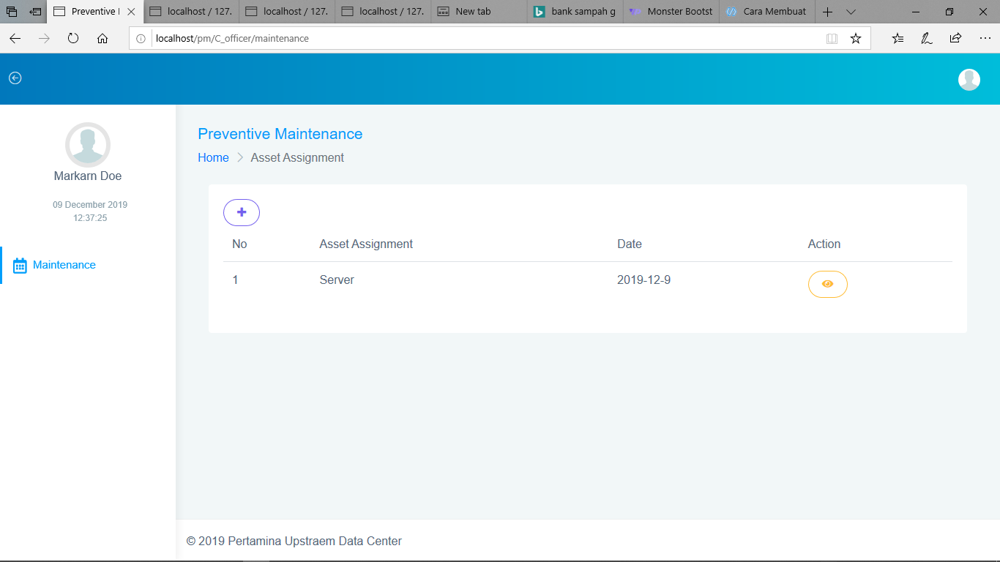 Preventive I
localhost / 127.
localhost / 127.
localhost / 127.
New tab
bank sampah g
Monster Bootst
Cara Membuat
localhost/pm/C_officer/maintenance
Markarn Doe
09 December 2019
12:37:25
Maintenance
Preventive Maintenance
Home > Asset Assignment
No Asset Assignment Date Action
1 Server 2019-12-9
© 2019 Pertamina Upstraem Data Center